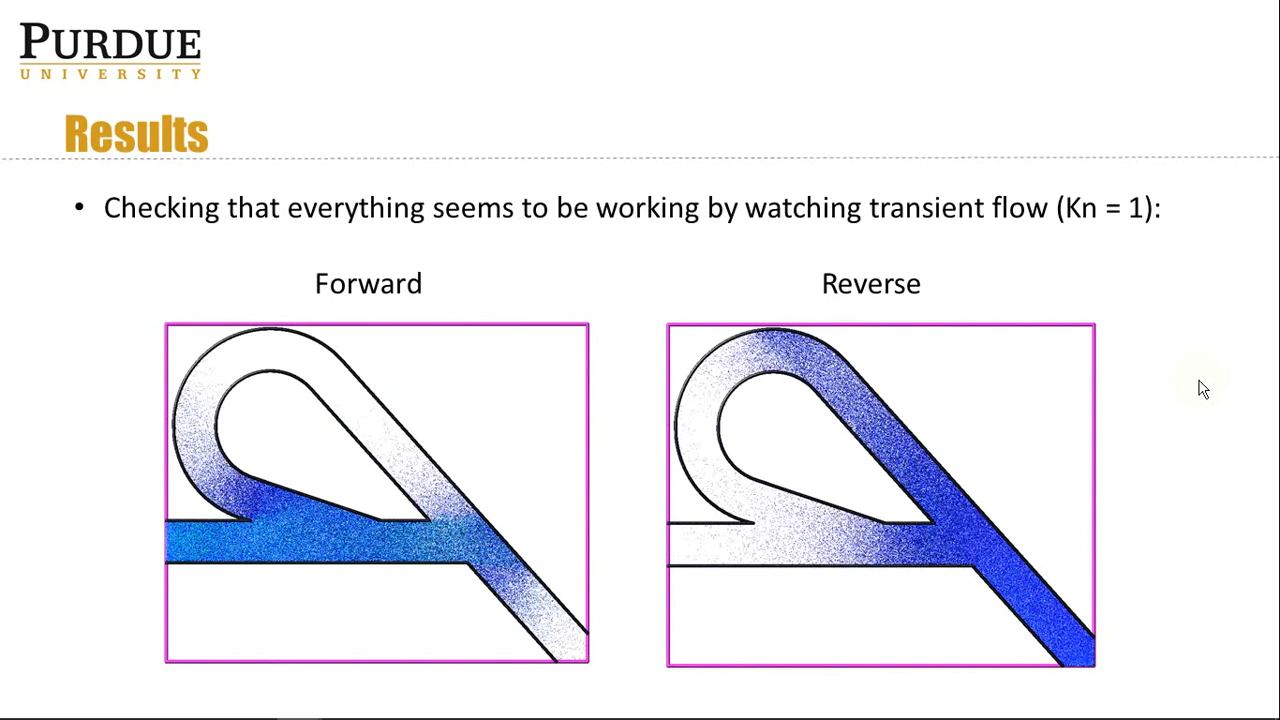 PURDUE
UNIVERSITY
Results
• Checking that everything seems to be working by watching transient flow (Kn = 1):
Forward
Reverse